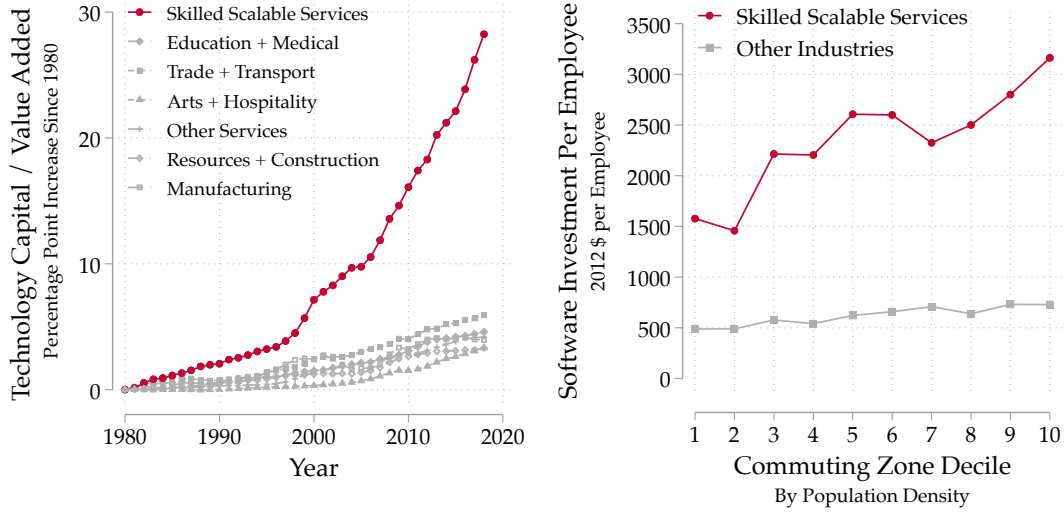 Technology Capital / Value Added
Percentage Point Increase Since 1980
30
20
10
0
Skilled Scalable Services
Education + Medical
Trade + Transport
Arts + Hospitality
Other Services
Resources + Construction
Manufacturing
1980 1990 2000 2010 2020
Year
Software Investment Per Employee
2012 $ per Employee
3500
3000
2500
2000
1500
1000
500
0
Skilled Scalable Services
Other Industries
1 2 3 4 5 6 7 8 9 10
Commuting Zone Decile
By Population Density